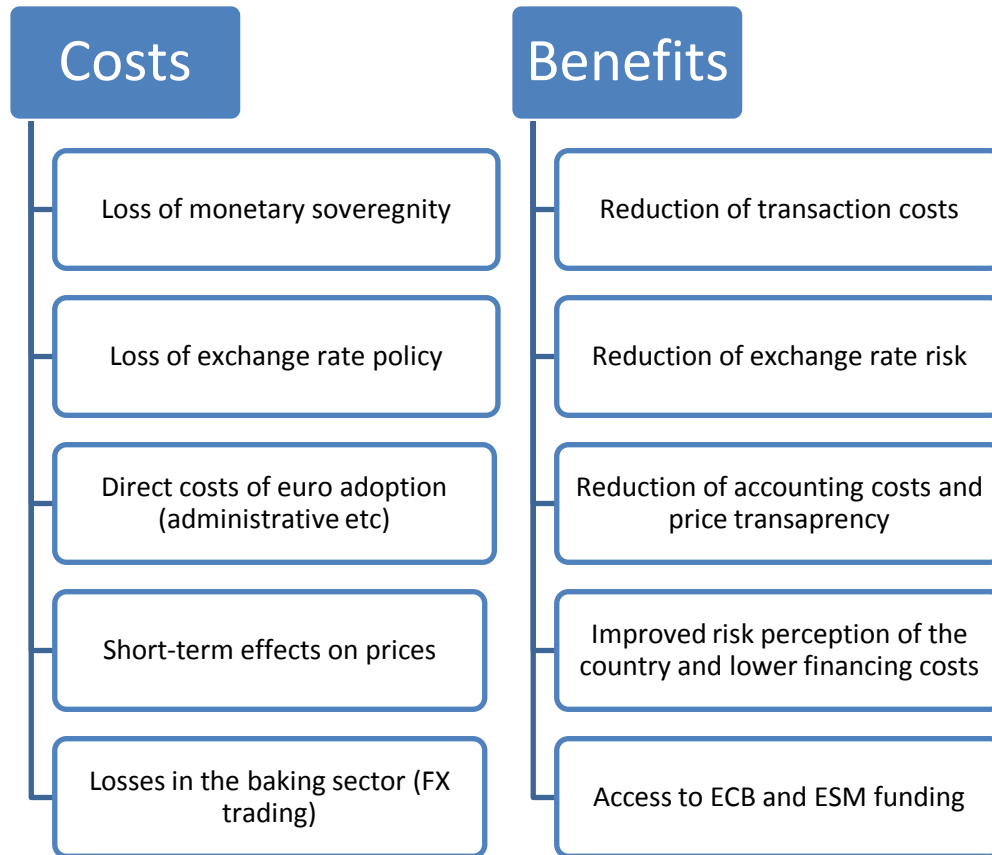 Costs
Loss of monetary soveregnity
Loss of exchange rate policy
Direct costs of euro adoption
(administrative etc)
Short-term effects on prices
Losses in the baking sector (FX
trading)
Benefits
Reduction of transaction costs
Reduction of exchange rate risk
Reduction of accounting costs and
price transaprency
Improved risk perception of the
country and lower financing costs
Access to ECB and ESM funding